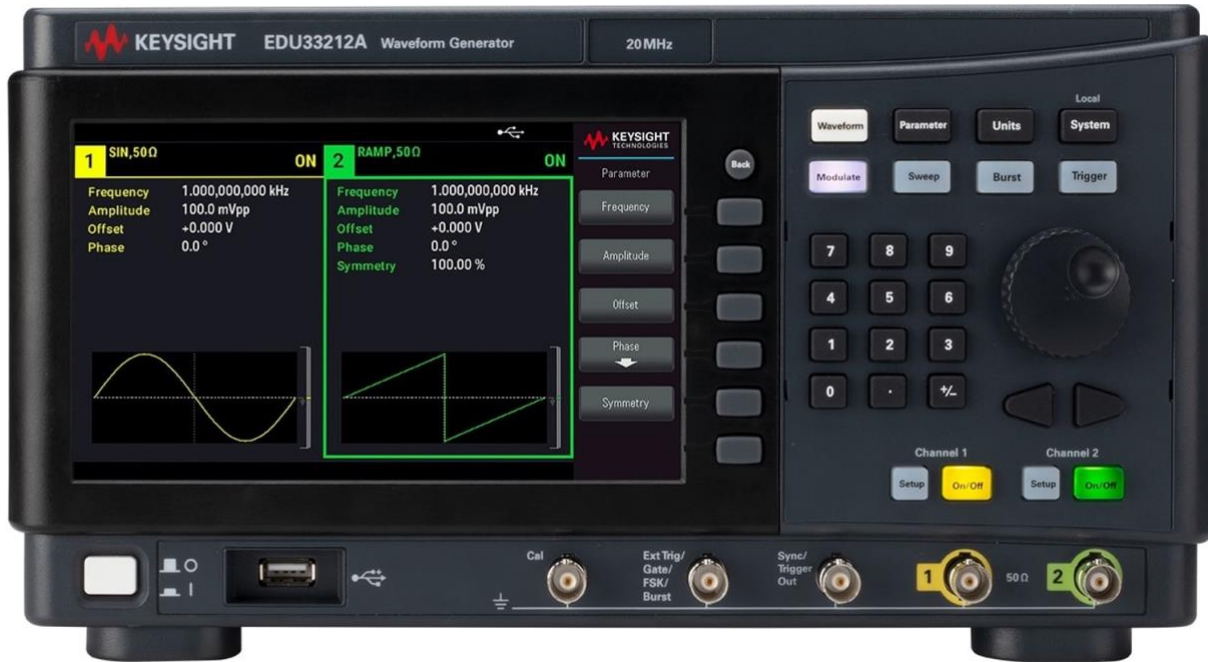 KEYSIGHT EDU33212A Waveform Generator 20 MHz
1 SIN,50Ω ON
Frequency 1.000,000,000 kHz
Amplitude 100.0 mVpp
Offset +0.000 V
Phase 0.0 °
2 RAMP,50Ω ON
Frequency 1.000,000,000 kHz
Amplitude 100.0 mVpp
Offset +0.000 V
Phase 0.0 °
Symmetry 100.00 %
KEYSIGHT
TECHNOLOGIES
Parameter
Frequency
Amplitude
Offset
Phase
Symmetry
Back
Local
Waveform Parameter Units System
Modulate Sweep Burst Trigger
7 8 9
4 5 6
1 2 3
0 . +/-
Channel 1 Channel 2
Setup On/Off Setup On/Off
Cal
Ext Trig/
Gate/
FSK/
Burst
Sync/
Trigger
Out
1 50 Ω 2